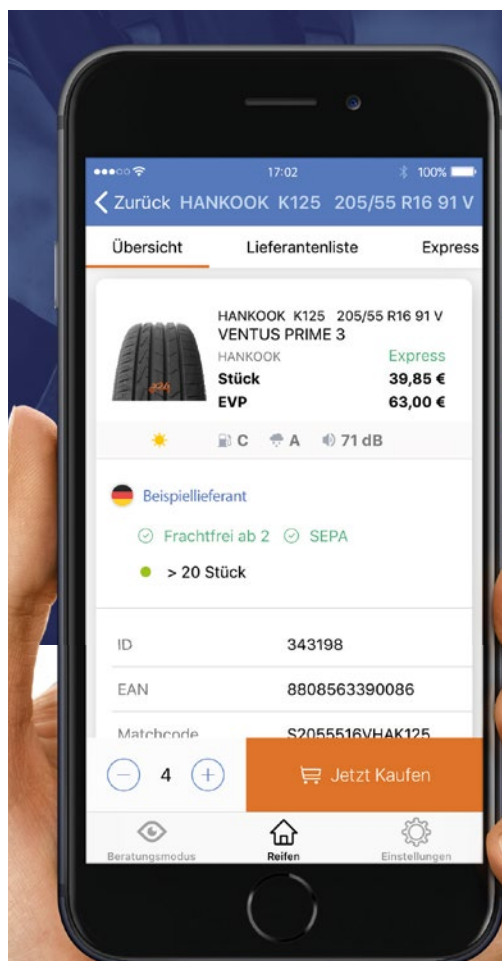 17:02
100%
Zurück HANKOOK K125 205/55 R16 91 V
Übersicht Lieferantenliste Express
HANKOOK K125 205/55 R16 91 V
VENTUS PRIME 3
HANKOOK Express
Stück 39,85 €
EVP 63,00 €
C A 71 dB
Beispiellieferant
Frachtfrei ab 2 SEPA
> 20 Stück
ID 343198
EAN 8808563390086
Matchcode S2055516VHAK125
4 Jetzt Kaufen
Beratungsmodus Reifen Einstellungen